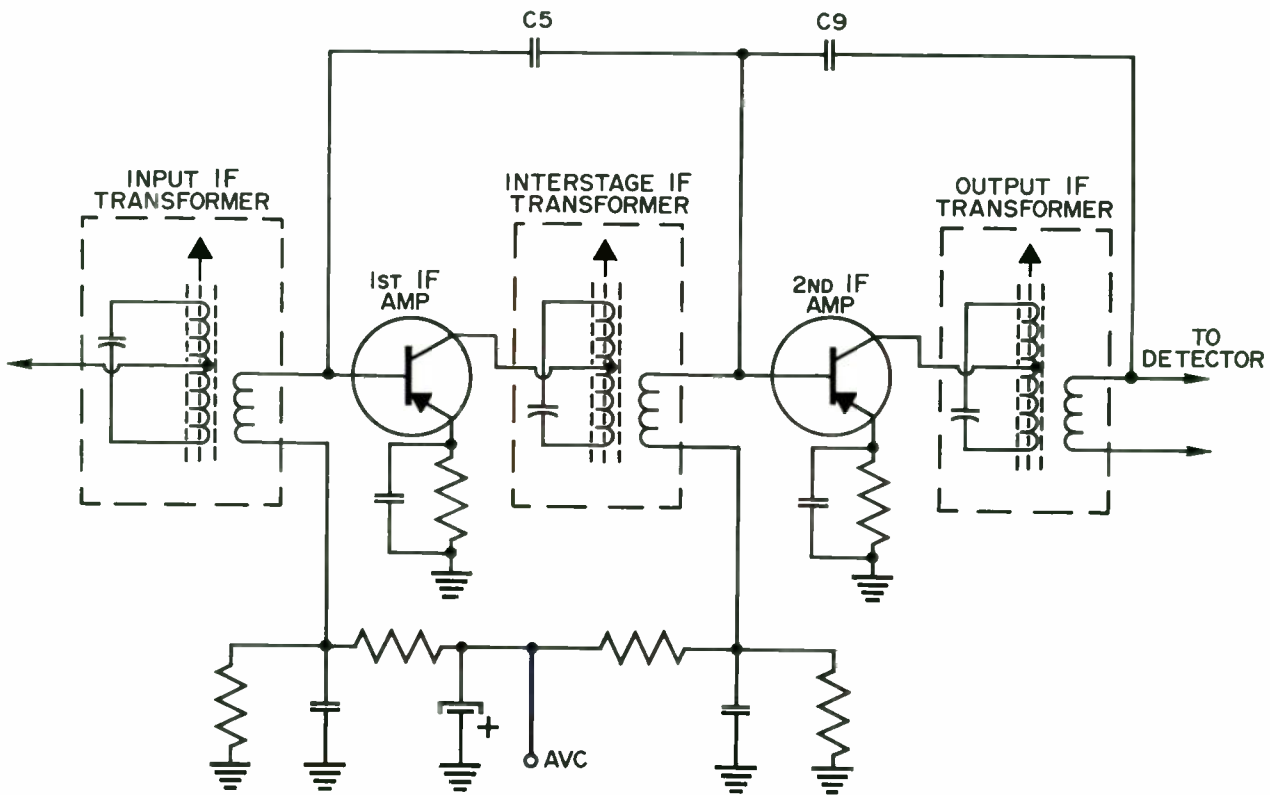 C5
C9
INPUT IF
TRANSFORMER
INTERSTAGE IF
TRANSFORMER
OUTPUT IF
TRANSFORMER
1ST IF
AMP
2ND IF
AMP
TO
DETECTOR
+
AVC